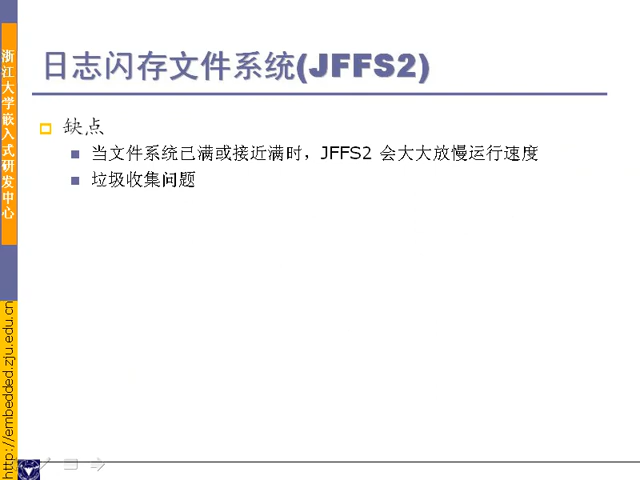 日志闪存文件系统(JFFS2)
缺点
当文件系统已满或接近满时，JFFS2 会大大放慢运行速度
垃圾收集问题
浙江大学嵌入式研发中心
http://embedded.zju.edu.cn